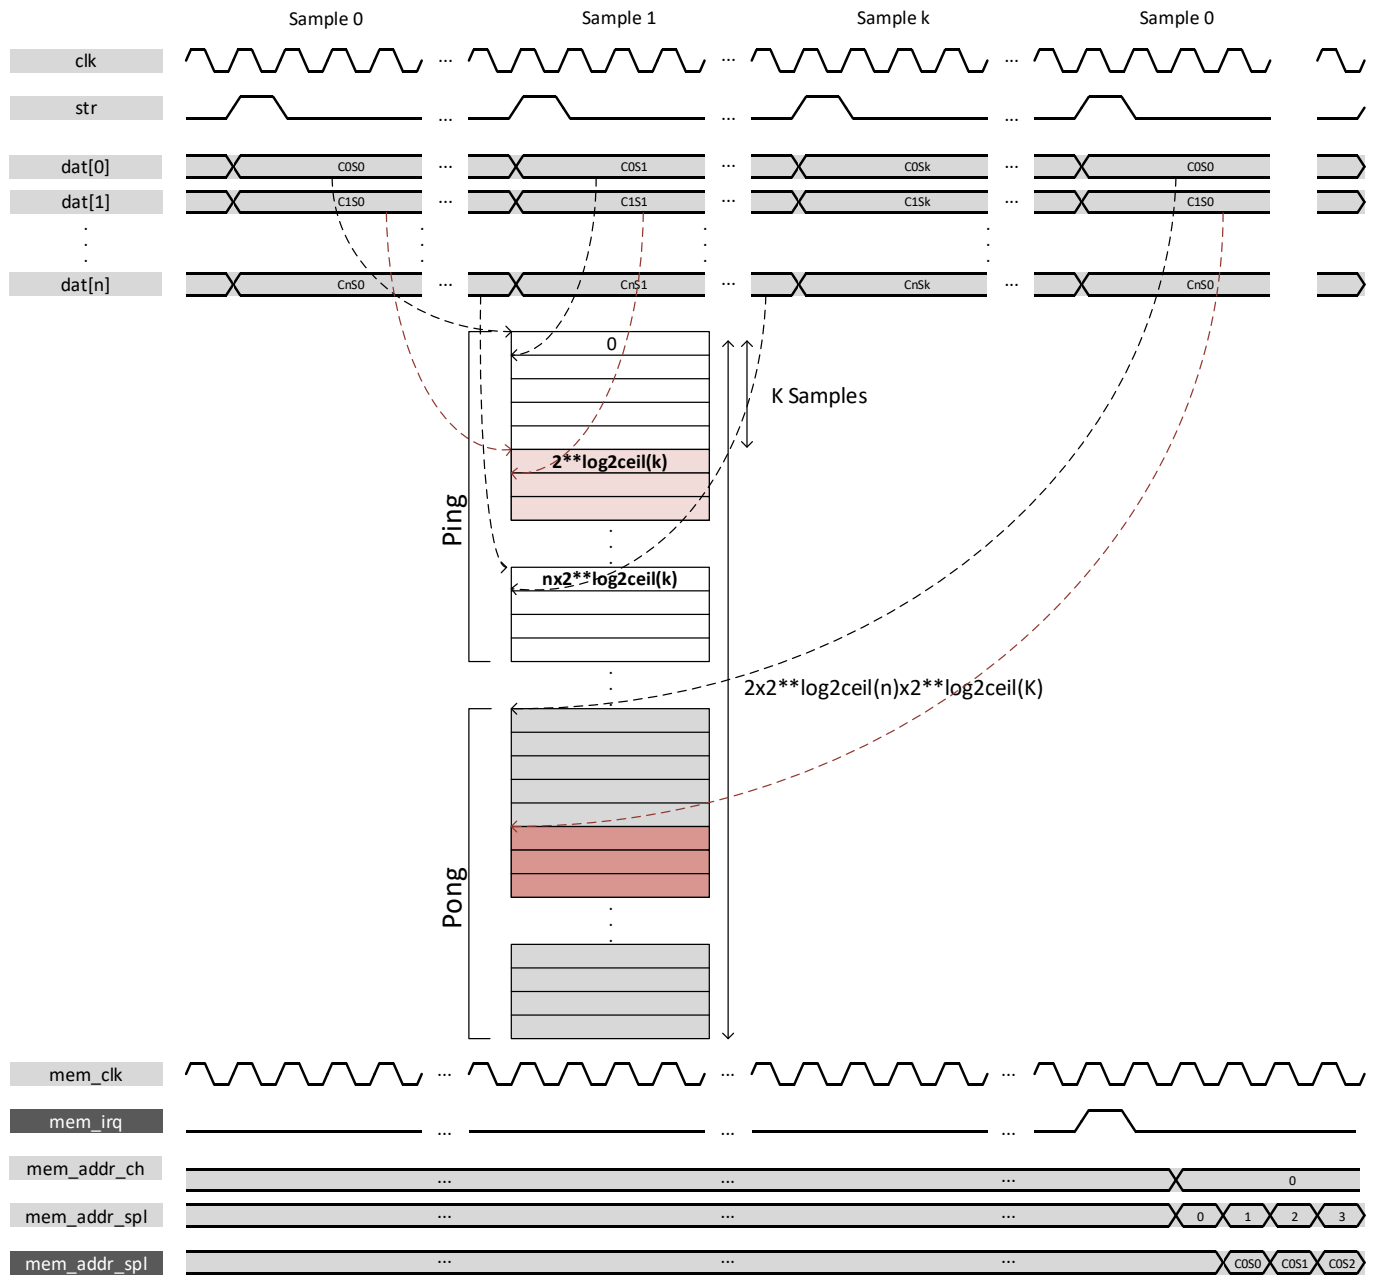 Sample 0 Sample 1 Sample k Sample 0
clk ... ... ...
str ... ... ...
dat[0] C0S0 ... C0S1 ... C0Sk ... C0S0
dat[1] C1S0 ... C1S1 ... C1Sk ... C1S0
dat[n] CnS0 ... CnS1 ... CnSk ... CnS0
0
K Samples
2**log2ceil(k)
Ping
nx2**log2ceil(k)
2x2**log2ceil(n)x2**log2ceil(K)
Pong
mem_clk ... ... ...
mem_irq ... ... ...
mem_addr_ch ... ... ... 0
mem_addr_spl ... ... ... 0 1 2 3
mem_addr_spl ... ... ... C0S0 C0S1 C0S2